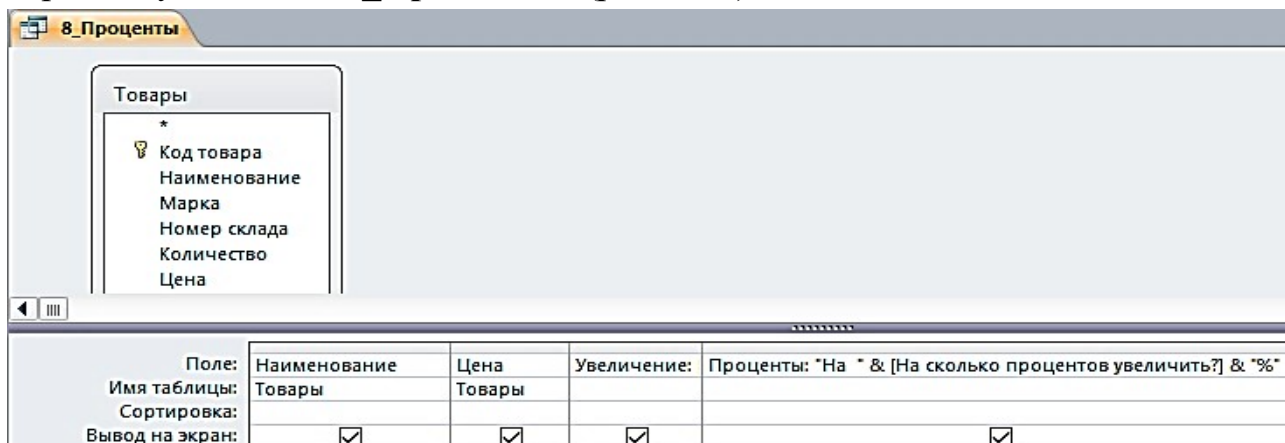 8_Проценты
Товары
*
Код товара
Наименование
Марка
Номер склада
Количество
Цена
Поле: Наименование Цена Увеличение: Проценты: "На " & [На сколько процентов увеличить?] & "%"
Имя таблицы: Товары Товары
Сортировка:
Вывод на экран: